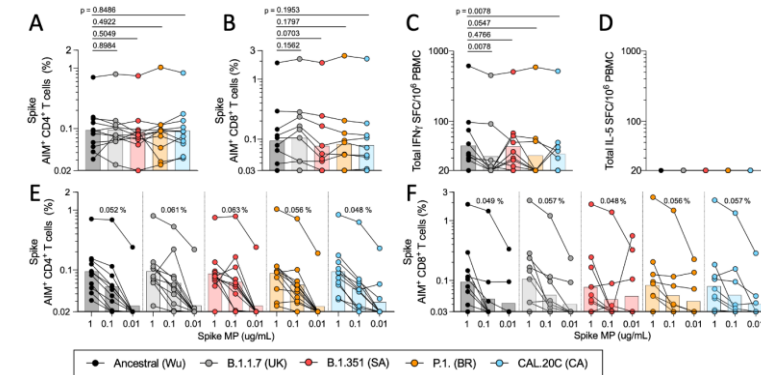 A
p = 0.8486
0.4922
0.5049
0.8984
Spike
AIM+ CD4+ T cells (%)
2
1
0.1
0.02
B
0.1953
0.1797
0.0703
0.1562
Spike
AIM+ CD8+ T cells (%)
3
1
0.1
0.03
C
p = 0.0078
0.0547
0.4766
0.0078
Total IFNγ SFC/10⁶ PBMC
1000
100
20
D
Total IL-5 SFC/10⁶ PBMC
1000
100
20
E
Spike
AIM+ CD4+ T cells (%)
2
1
0.1
0.02
0.052 %
0.061%
0.063 %
0.056 %
0.048 %
1 0.1 0.01 1 0.1 0.01 1 0.1 0.01 1 0.1 0.01 1 0.1 0.01
Spike MP (ug/mL)
F
Spike
AIM+ CD8+ T cells (%)
3
1
0.1
0.03
0.049 %
0.057 %
0.048 %
0.056 %
0.057 %
1 0.1 0.01 1 0.1 0.01 1 0.1 0.01 1 0.1 0.01 1 0.1 0.01
Spike MP (ug/mL)
Ancestral (Wu) B.1.1.7 (UK) B.1.351 (SA) P.1. (BR) CAL.20C (CA)